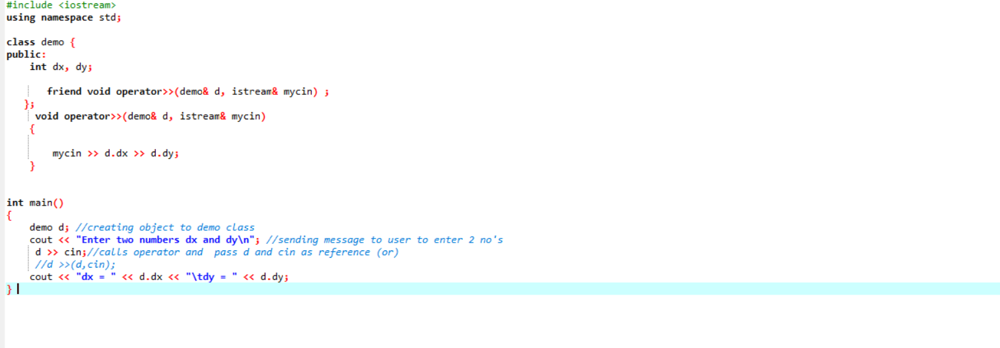 #include <iostream>
using namespace std;
class demo {
public:
int dx, dy;
friend void operator>>(demo& d, istream& mycin) ;
};
void operator>>(demo& d, istream& mycin)
{
mycin >> d.dx >> d.dy;
}
int main()
{
demo d; //creating object to demo class
cout << "Enter two numbers dx and dy\n"; //sending message to user to enter 2 no's
d >> cin;//calls operator and  pass d and cin as reference (or)
//d >>(d,cin);
cout << "dx = " << d.dx << "\tdy = " << d.dy;
}